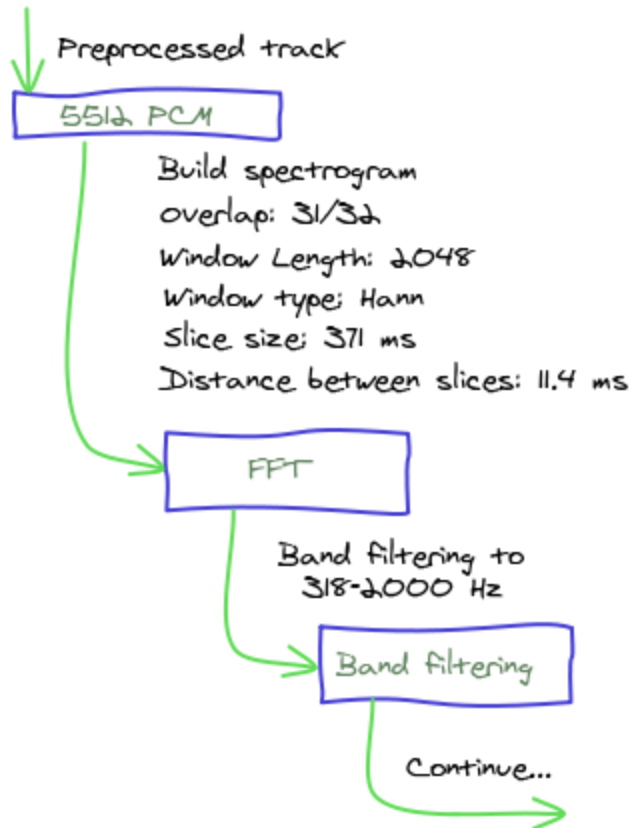 Preprocessed track
5512 PCM
Build spectrogram
overlap: 31/32
Window Length: 2048
Window type: Hann
Slice size: 371 ms
Distance between slices: 11.4 ms
FFT
Band filtering to
318-2000 Hz
Band filtering
Continue...